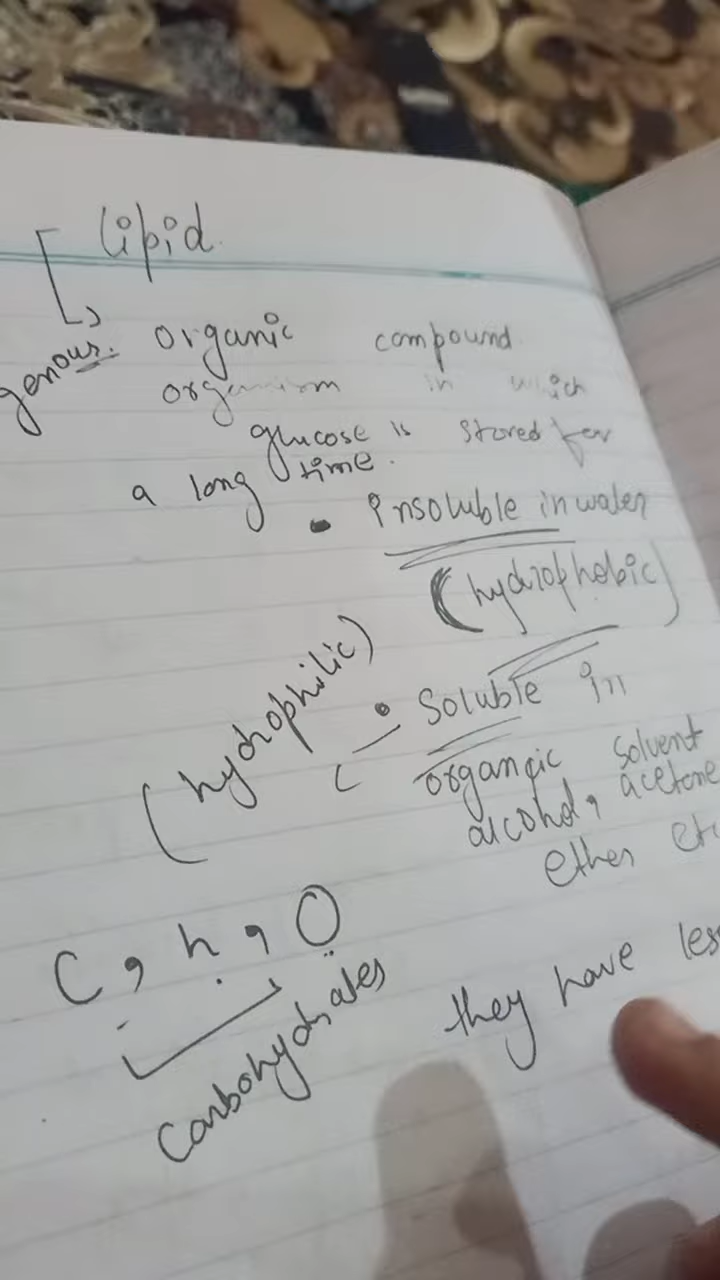 lipid.
genous. organic compound
organism in which
glucose is stored for
a long time.
• insoluble in water
(hydrophobic)
(hydrophilic)
• Soluble in
organic solvent
alcohol, acetone
ether etc
C, h, O
Carbohydrates
they have les